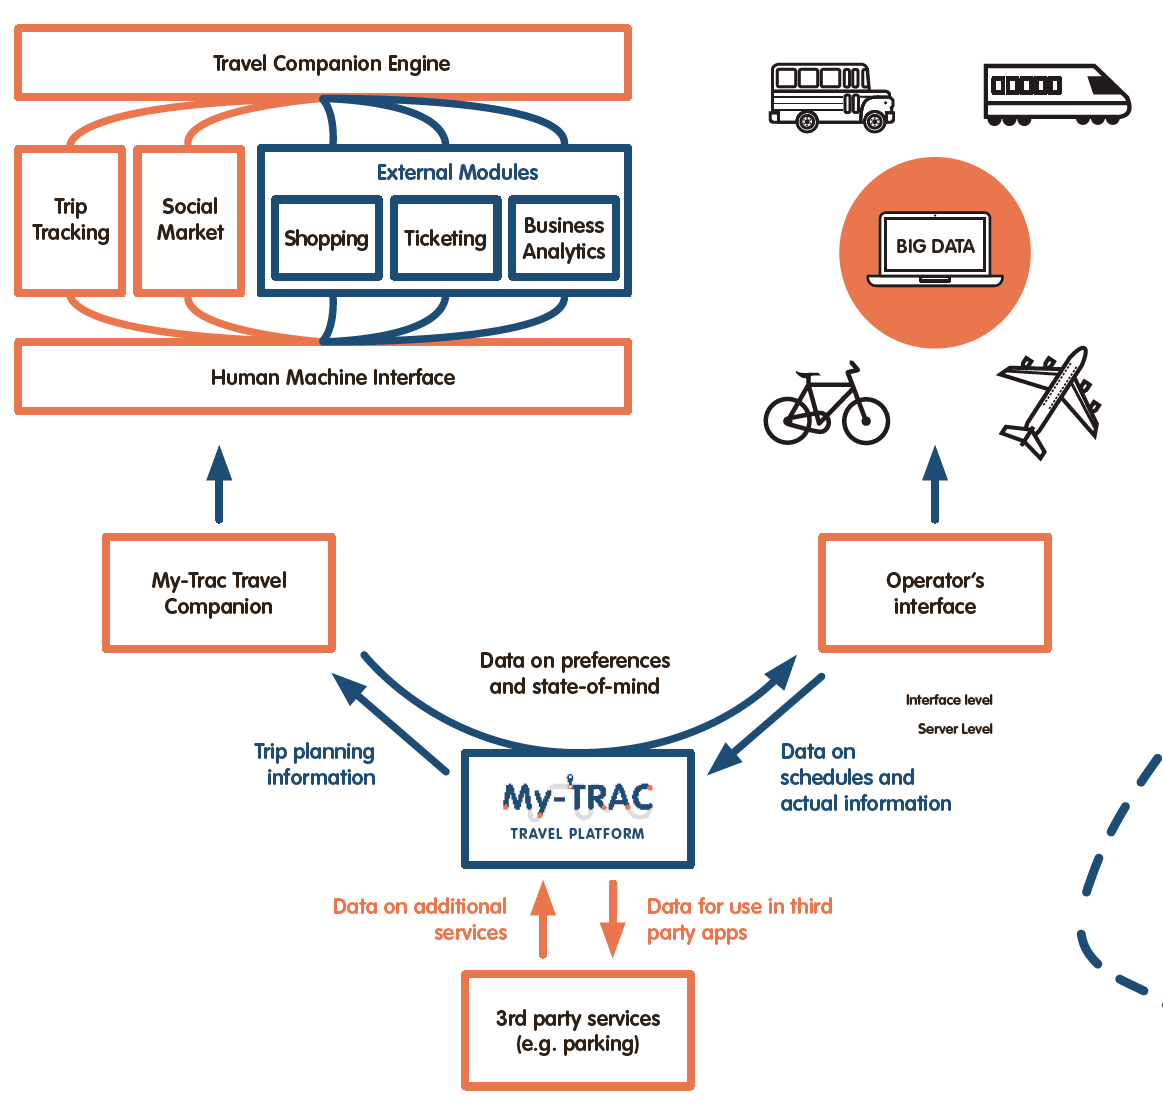 Travel Companion Engine
Trip
Tracking
Social
Market
External Modules
Shopping
Ticketing
Business
Analytics
Human Machine Interface
BIG DATA
My-Trac Travel
Companion
Operator's
interface
Data on preferences
and state-of-mind
Interface level
Server Level
Trip planning
information
Data on
schedules and
actual information
My-TRAC
TRAVEL PLATFORM
Data on additional
services
Data for use in third
party apps
3rd party services
(e.g. parking)